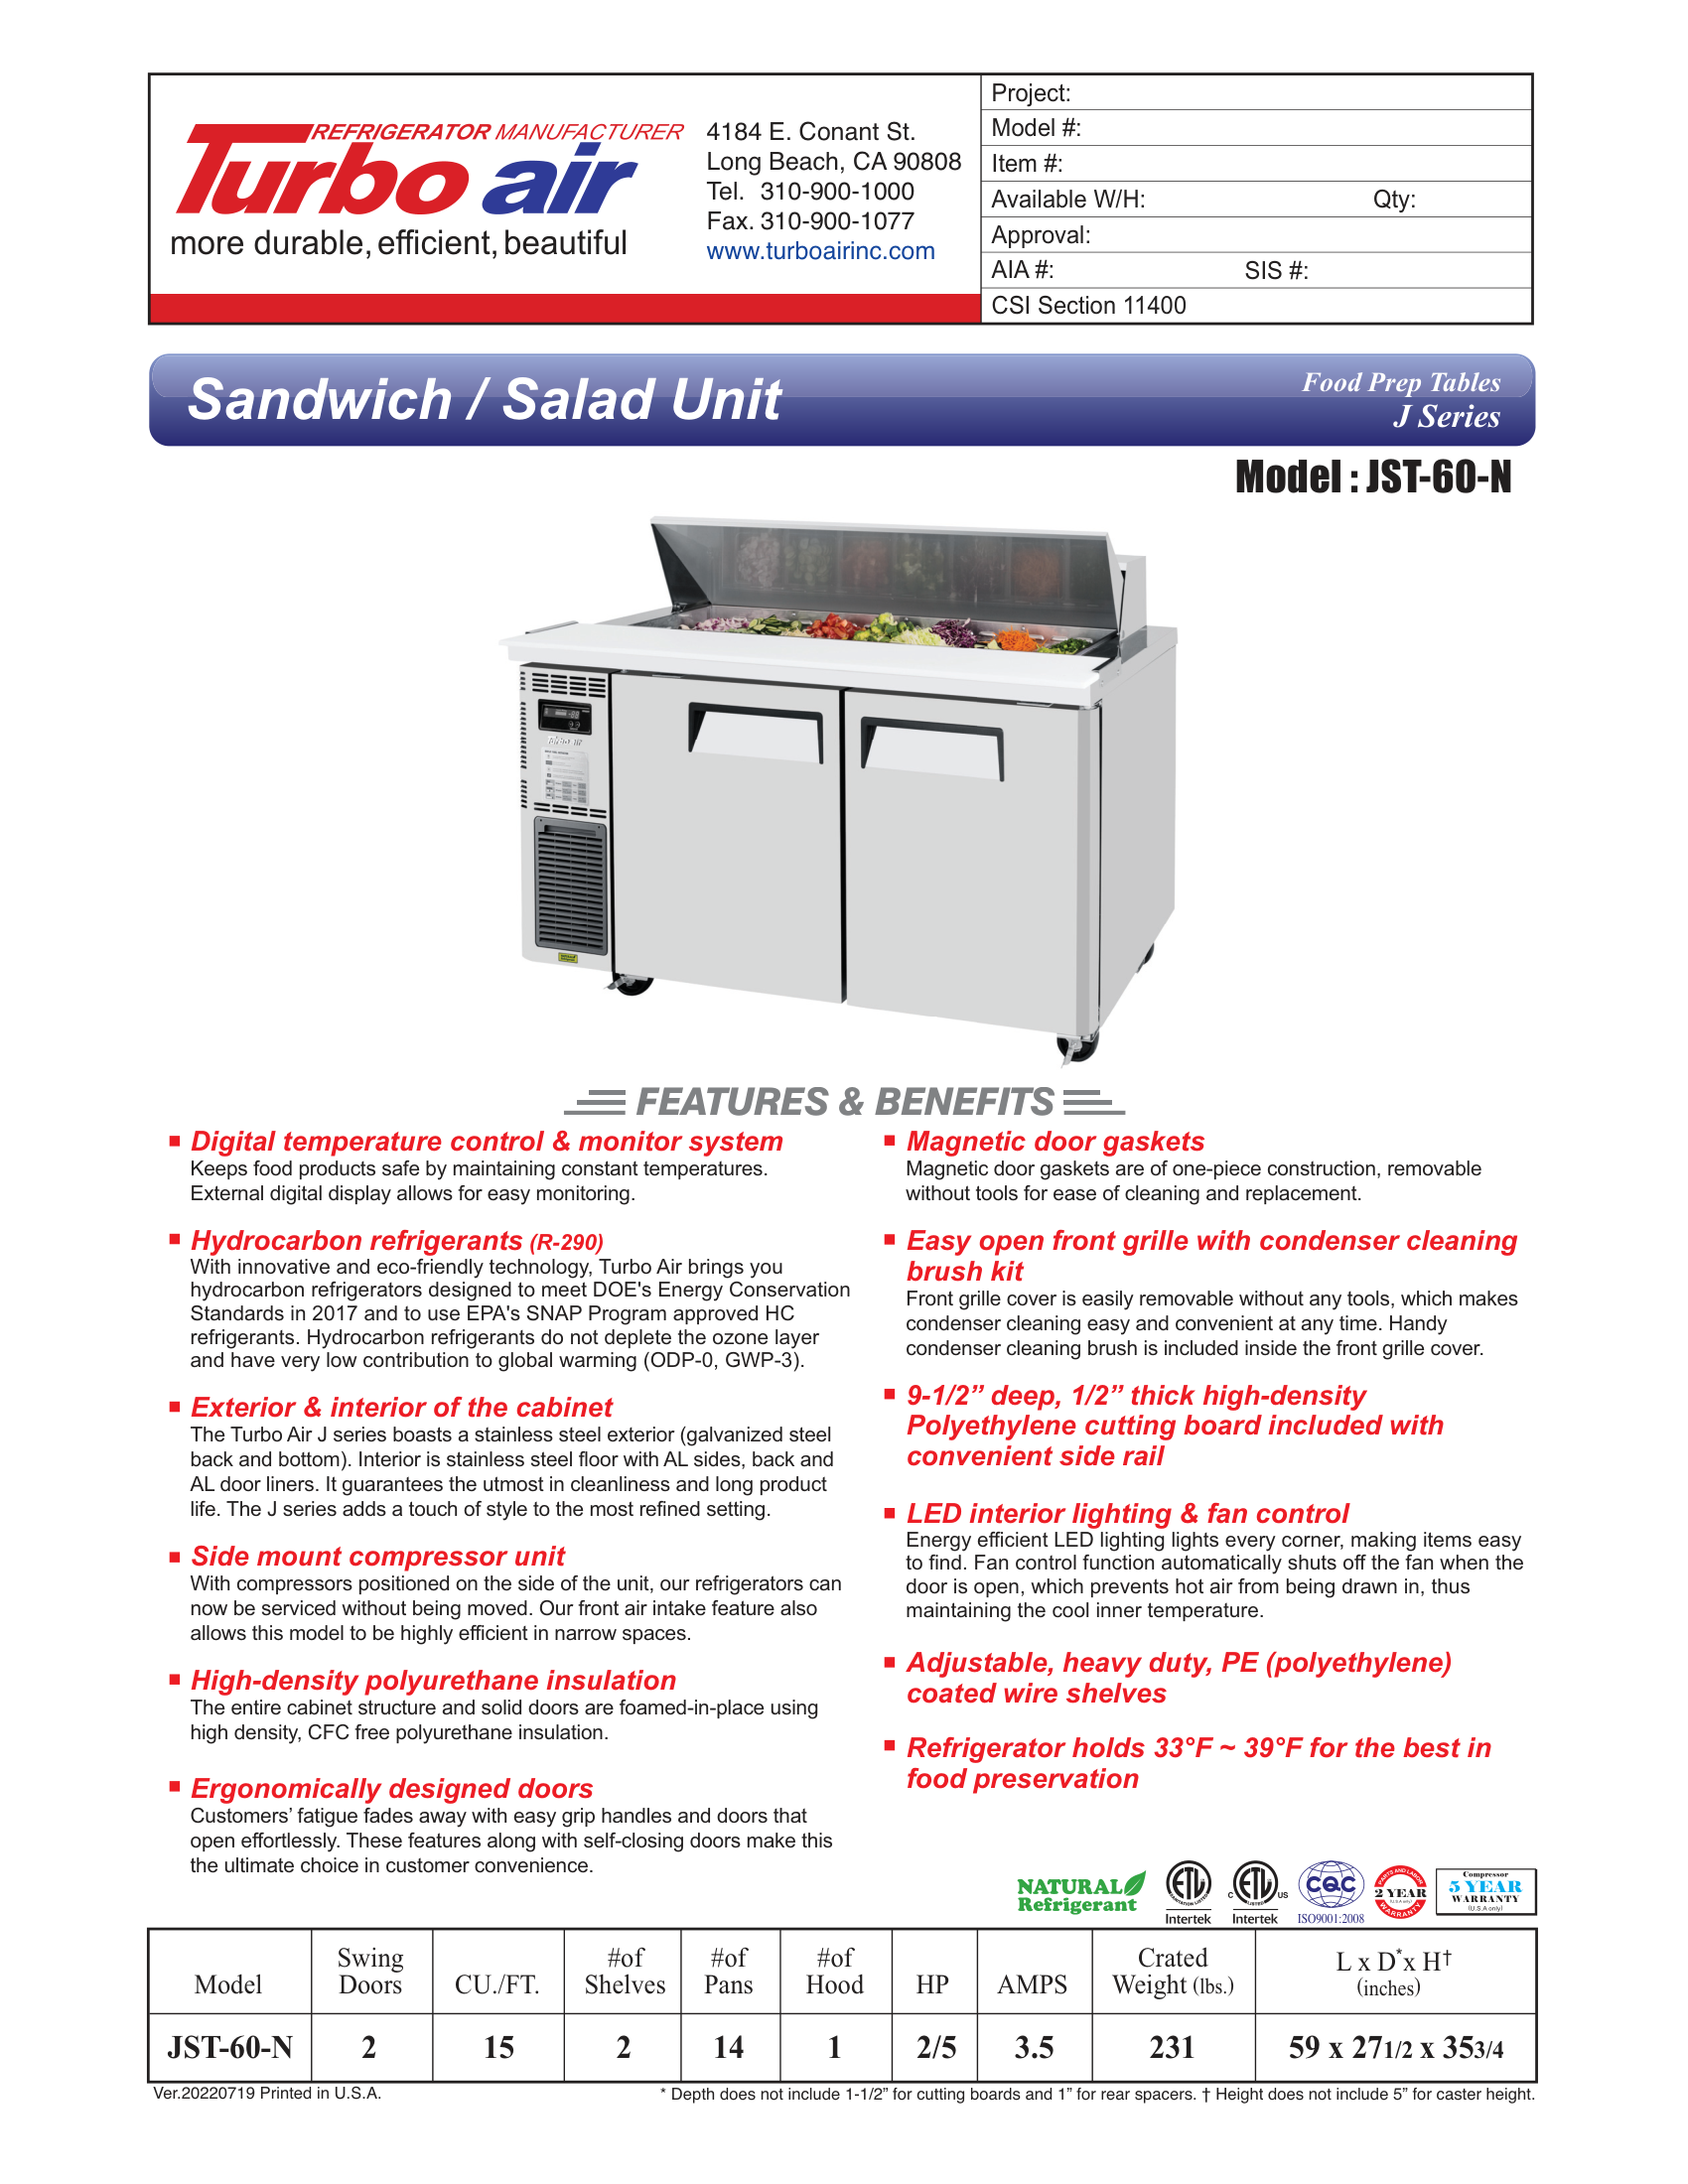 REFRIGERATOR MANUFACTURER
Turbo air
more durable, efficient, beautiful
4184 E. Conant St.
Long Beach, CA 90808
Tel. 310-900-1000
Fax. 310-900-1077
www.turboairinc.com
Project:
Model #:
Item #:
Available W/H: Qty:
Approval:
AIA #: SIS #:
CSI Section 11400
Sandwich / Salad Unit
Food Prep Tables
J Series
Model : JST-60-N
FEATURES & BENEFITS
Digital temperature control & monitor system
Keeps food products safe by maintaining constant temperatures.
External digital display allows for easy monitoring.
Hydrocarbon refrigerants (R-290)
With innovative and eco-friendly technology, Turbo Air brings you
hydrocarbon refrigerators designed to meet DOE's Energy Conservation
Standards in 2017 and to use EPA's SNAP Program approved HC
refrigerants. Hydrocarbon refrigerants do not deplete the ozone layer
and have very low contribution to global warming (ODP-0, GWP-3).
Exterior & interior of the cabinet
The Turbo Air J series boasts a stainless steel exterior (galvanized steel
back and bottom). Interior is stainless steel floor with AL sides, back and
AL door liners. It guarantees the utmost in cleanliness and long product
life. The J series adds a touch of style to the most refined setting.
Side mount compressor unit
With compressors positioned on the side of the unit, our refrigerators can
now be serviced without being moved. Our front air intake feature also
allows this model to be highly efficient in narrow spaces.
High-density polyurethane insulation
The entire cabinet structure and solid doors are foamed-in-place using
high density, CFC free polyurethane insulation.
Ergonomically designed doors
Customers’ fatigue fades away with easy grip handles and doors that
open effortlessly. These features along with self-closing doors make this
the ultimate choice in customer convenience.
Magnetic door gaskets
Magnetic door gaskets are of one-piece construction, removable
without tools for ease of cleaning and replacement.
Easy open front grille with condenser cleaning
brush kit
Front grille cover is easily removable without any tools, which makes
condenser cleaning easy and convenient at any time. Handy
condenser cleaning brush is included inside the front grille cover.
9-1/2” deep, 1/2” thick high-density
Polyethylene cutting board included with
convenient side rail
LED interior lighting & fan control
Energy efficient LED lighting lights every corner, making items easy
to find. Fan control function automatically shuts off the fan when the
door is open, which prevents hot air from being drawn in, thus
maintaining the cool inner temperature.
Adjustable, heavy duty, PE (polyethylene)
coated wire shelves
Refrigerator holds 33°F ~ 39°F for the best in
food preservation
NATURAL
Refrigerant
ETL
SANITATION LISTED
Intertek
C ETL US
LISTED
Intertek
CQC
ISO9001:2008
PARTS AND LABOR
2 YEAR
(U.S.A only)
WARRANTY
Compressor
5 YEAR
WARRANTY
(U.S.A only)
Model
Swing
Doors
CU./FT.
#of
Shelves
#of
Pans
#of
Hood
HP
AMPS
Crated
Weight (lbs.)
L x D* x H†
(inches)
JST-60-N 2 15 2 14 1 2/5 3.5 231 59 x 271/2 x 353/4
Ver.20220719 Printed in U.S.A.
* Depth does not include 1-1/2” for cutting boards and 1” for rear spacers. † Height does not include 5” for caster height.